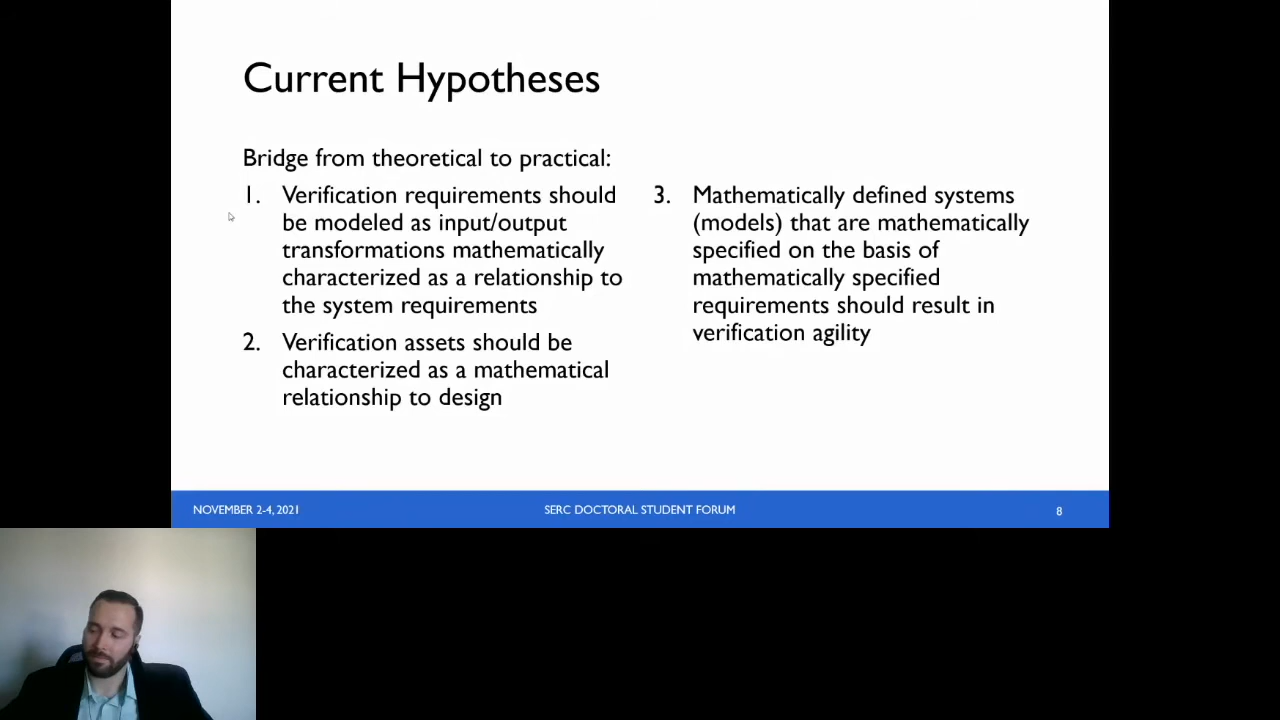 Current Hypotheses
Bridge from theoretical to practical:
1. Verification requirements should
be modeled as input/output
transformations mathematically
characterized as a relationship to
the system requirements
2. Verification assets should be
characterized as a mathematical
relationship to design
3. Mathematically defined systems
(models) that are mathematically
specified on the basis of
mathematically specified
requirements should result in
verification agility
NOVEMBER 2-4, 2021
SERC DOCTORAL STUDENT FORUM
8